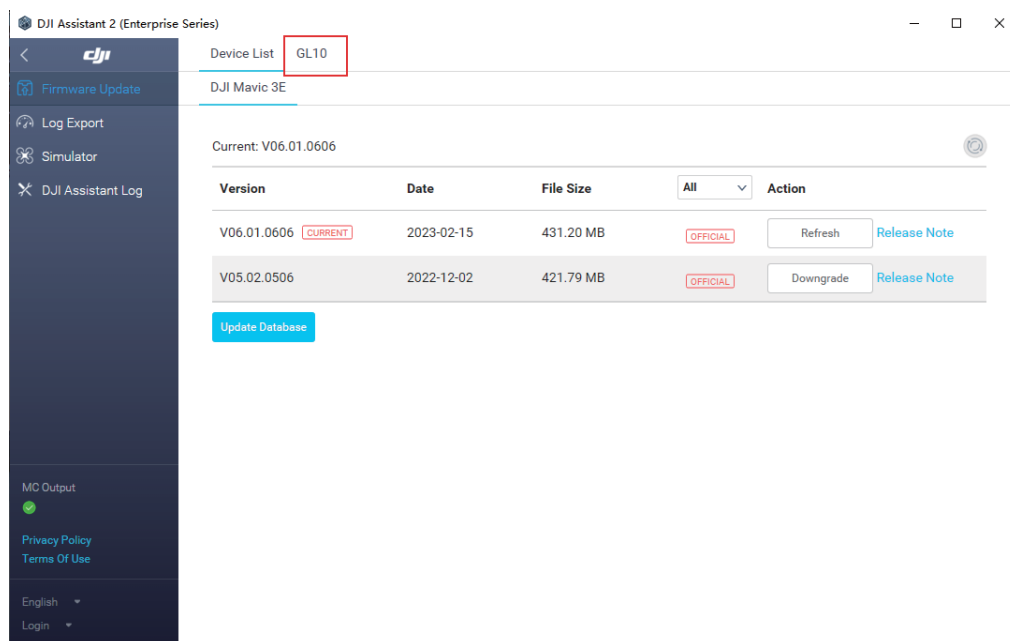 DJI Assistant 2 (Enterprise Series)
dji
Device List GL10
Firmware Update
DJI Mavic 3E
Log Export
Simulator
DJI Assistant Log
Current: V06.01.0606
Version Date File Size All Action
V06.01.0606 CURRENT 2023-02-15 431.20 MB OFFICIAL Refresh Release Note
V05.02.0506 2022-12-02 421.79 MB OFFICIAL Downgrade Release Note
Update Database
MC Output
Privacy Policy
Terms Of Use
English
Login